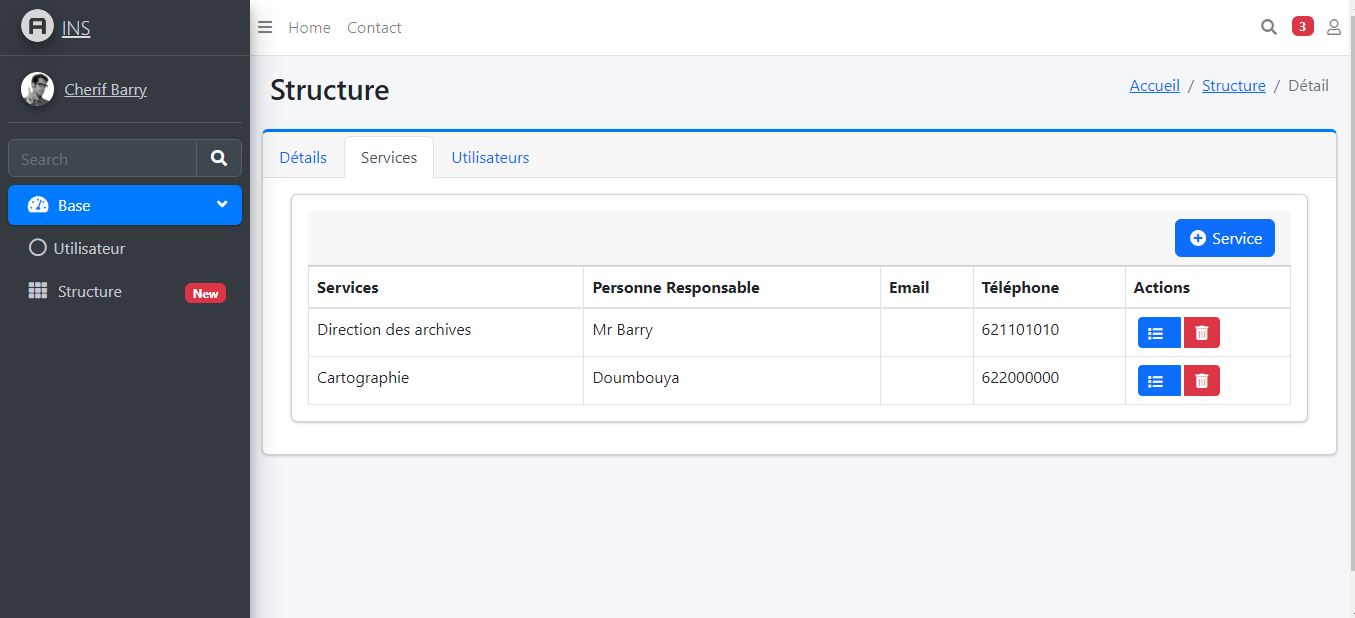 INS
Home Contact 3
Cherif Barry
Search
Base
Utilisateur
Structure New
Structure
Accueil / Structure / Détail
Détails Services Utilisateurs
Service
Services Personne Responsable Email Téléphone Actions
Direction des archives Mr Barry 621101010
Cartographie Doumbouya 622000000